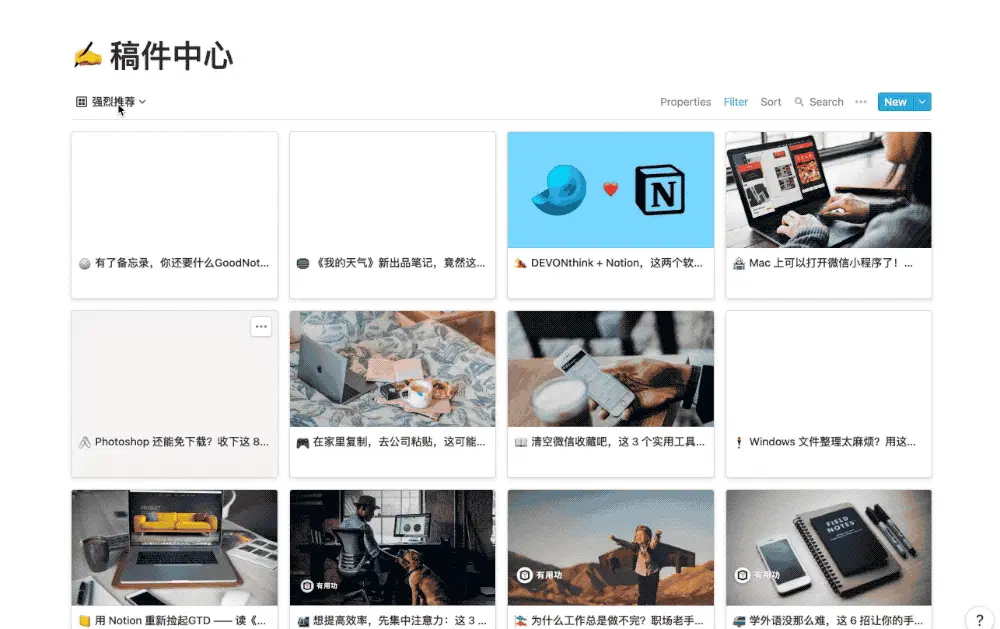 稿件中心
强烈推荐
Properties Filter Sort Search New
有了备忘录，你还要什么GoodNot...
《我的天气》新出品笔记，竟然这...
DEVONthink + Notion，这两个软...
Mac 上可以打开微信小程序了！...
Photoshop 还能免下载？收下这 8...
在家里复制，去公司粘贴，这可能...
清空微信收藏吧，这 3 个实用工具...
Windows 文件整理太麻烦？用这...
PRODUCT
有用功
有用功
FIELD NOTES
有用功
用 Notion 重新捡起GTD —— 读《...
想提高效率，先集中注意力：这 3 ...
为什么工作总是做不完？职场老手...
学外语没那么难，这 6 招让你的手...
?